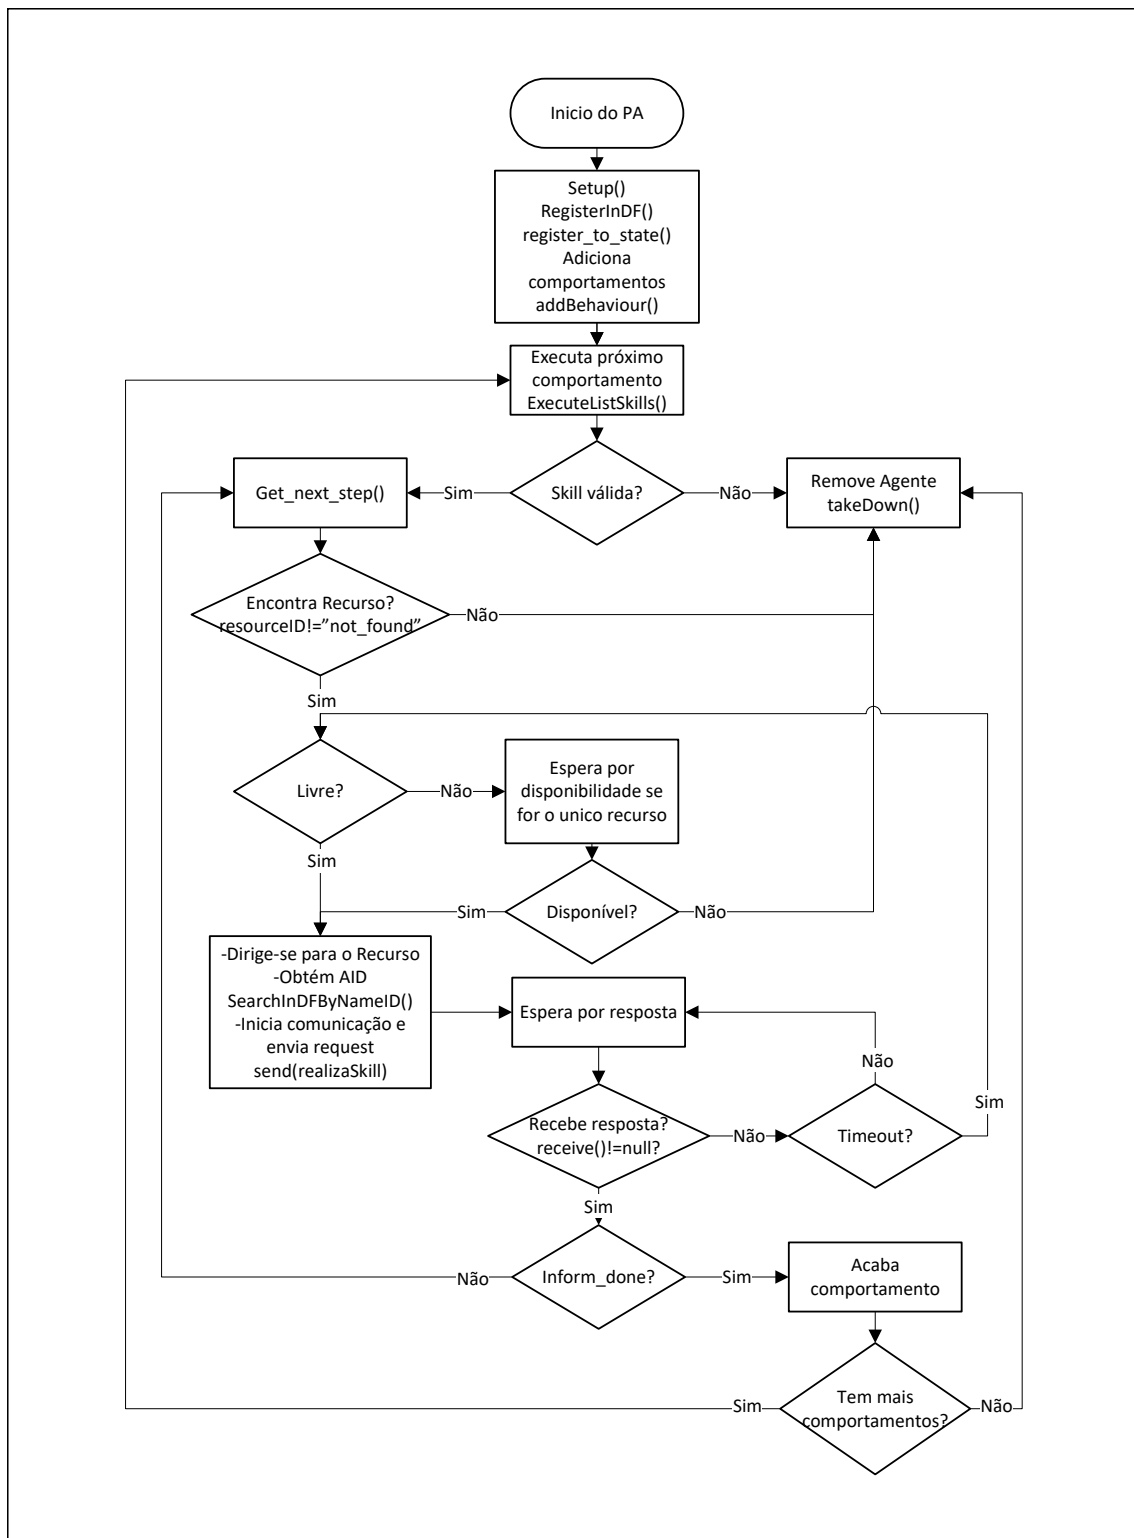 Inicio do PA
Setup()
RegisterInDF()
register_to_state()
Adiciona
comportamentos
addBehaviour()
Executa próximo
comportamento
ExecuteListSkills()
Get_next_step()
Sim
Skill válida?
Não
Remove Agente
takeDown()
Encontra Recurso?
resourceID!=”not_found”
Não
Sim
Livre?
Não
Espera por
disponibilidade se
for o unico recurso
Sim
Sim
Disponível?
Não
-Dirige-se para o Recurso
-Obtém AID
SearchInDFByNameID()
-Inicia comunicação e
envia request
send(realizaSkill)
Espera por resposta
Não
Sim
Recebe resposta?
receive()!=null?
Não
Timeout?
Sim
Não
Inform_done?
Sim
Acaba
comportamento
Sim
Tem mais
comportamentos?
Não